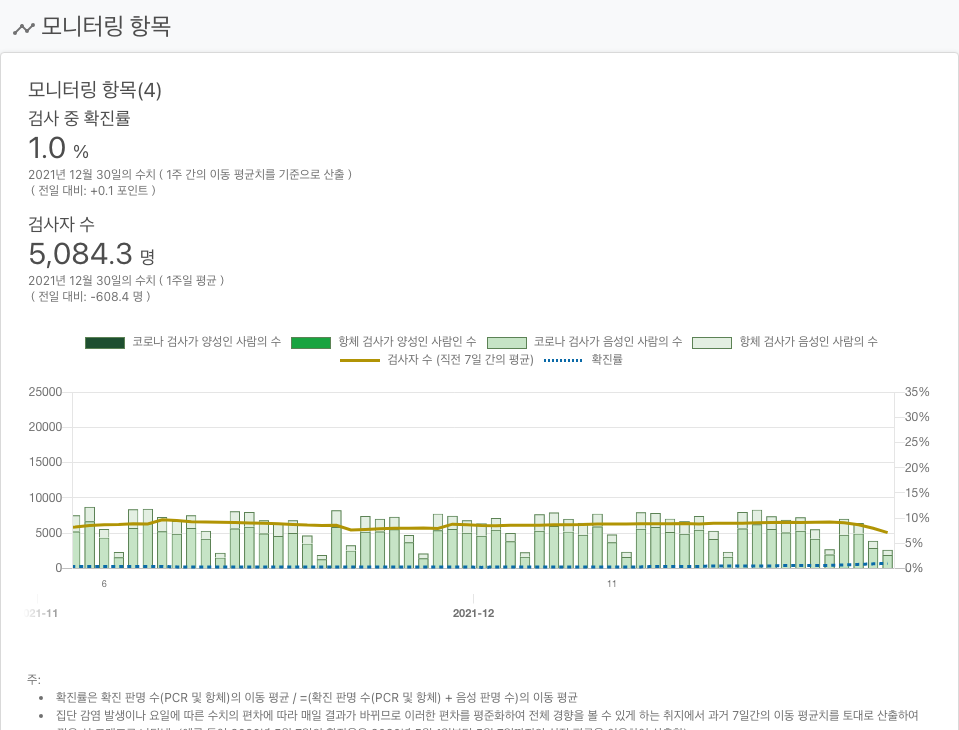 모니터링 항목
모니터링 항목(4)
검사 중 확진률
1.0 %
2021년 12월 30일의 수치 ( 1주 간의 이동 평균치를 기준으로 산출 )
( 전일 대비: +0.1 포인트 )
검사자 수
5,084.3 명
2021년 12월 30일의 수치 ( 1주일 평균 )
( 전일 대비: -608.4 명 )
코로나 검사가 양성인 사람의 수 항체 검사가 양성인 사람인 수 코로나 검사가 음성인 사람의 수 항체 검사가 음성인 사람의 수
검사자 수 (직전 7일 간의 평균) 확진률
25000 35%
30%
20000
25%
15000
20%
15%
10000
10%
5000
5%
0 0%
6 11
21-11 2021-12
주:
• 확진률은 확진 판명 수(PCR 및 항체)의 이동 평균 / =(확진 판명 수(PCR 및 항체) + 음성 판명 수)의 이동 평균
• 집단 감염 발생이나 요일에 따른 수치의 편차에 따라 매일 결과가 바뀌므로 이러한 편차를 평준화하여 전체 경향을 볼 수 있게 하는 취지에서 과거 7일간의 이동 평균치를 토대로 산출하여